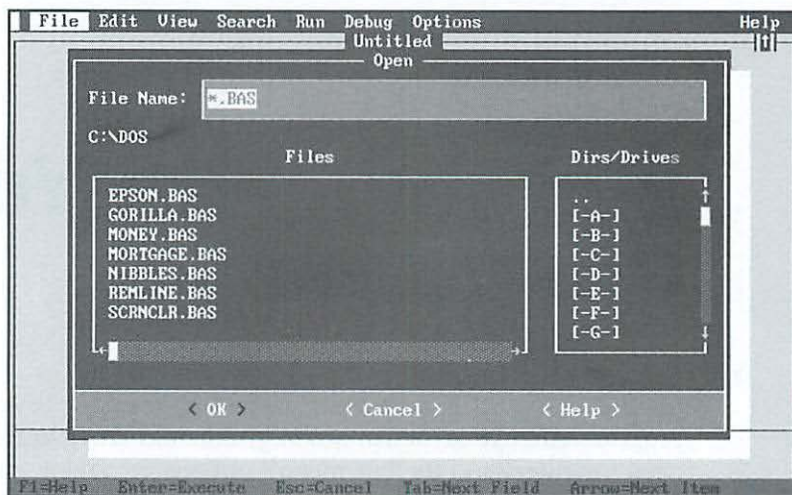 File Edit View Search Run Debug Options Help
Untitled
Open
File Name: *.BAS
C:\DOS
Files
Dirs/Drives
EPSON.BAS
GORILLA.BAS
MONEY.BAS
MORTGAGE.BAS
NIBBLES.BAS
REMLINE.BAS
SCRNCLR.BAS
..
[-A-]
[-B-]
[-C-]
[-D-]
[-E-]
[-F-]
[-G-]
< OK > < Cancel > < Help >
F1=Help Enter=Execute Esc=Cancel Tab=Next Field Arrow=Next Item